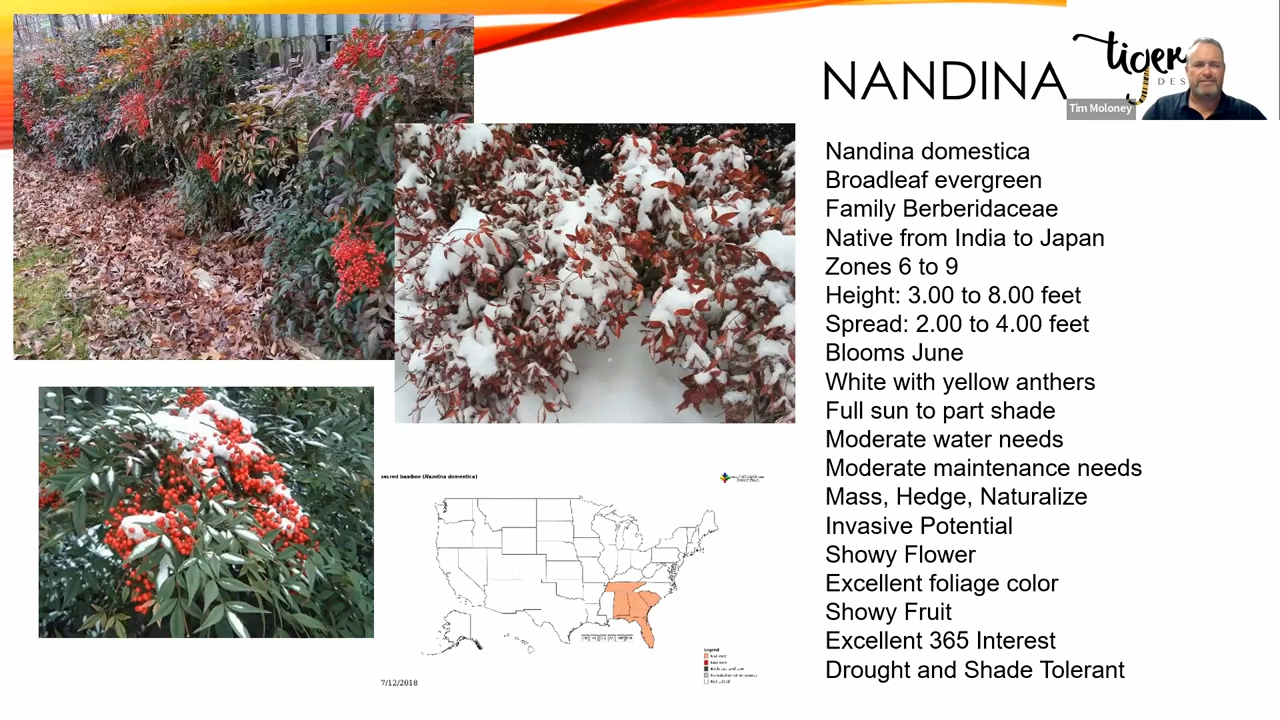 NANDINA
tiger
DES
Tim Moloney
Nandina domestica
Broadleaf evergreen
Family Berberidaceae
Native from India to Japan
Zones 6 to 9
Height: 3.00 to 8.00 feet
Spread: 2.00 to 4.00 feet
Blooms June
White with yellow anthers
Full sun to part shade
Moderate water needs
Moderate maintenance needs
Mass, Hedge, Naturalize
Invasive Potential
Showy Flower
Excellent foliage color
Showy Fruit
Excellent 365 Interest
Drought and Shade Tolerant
sacred bamboo (Nandina domestica)
Legend
7/12/2018